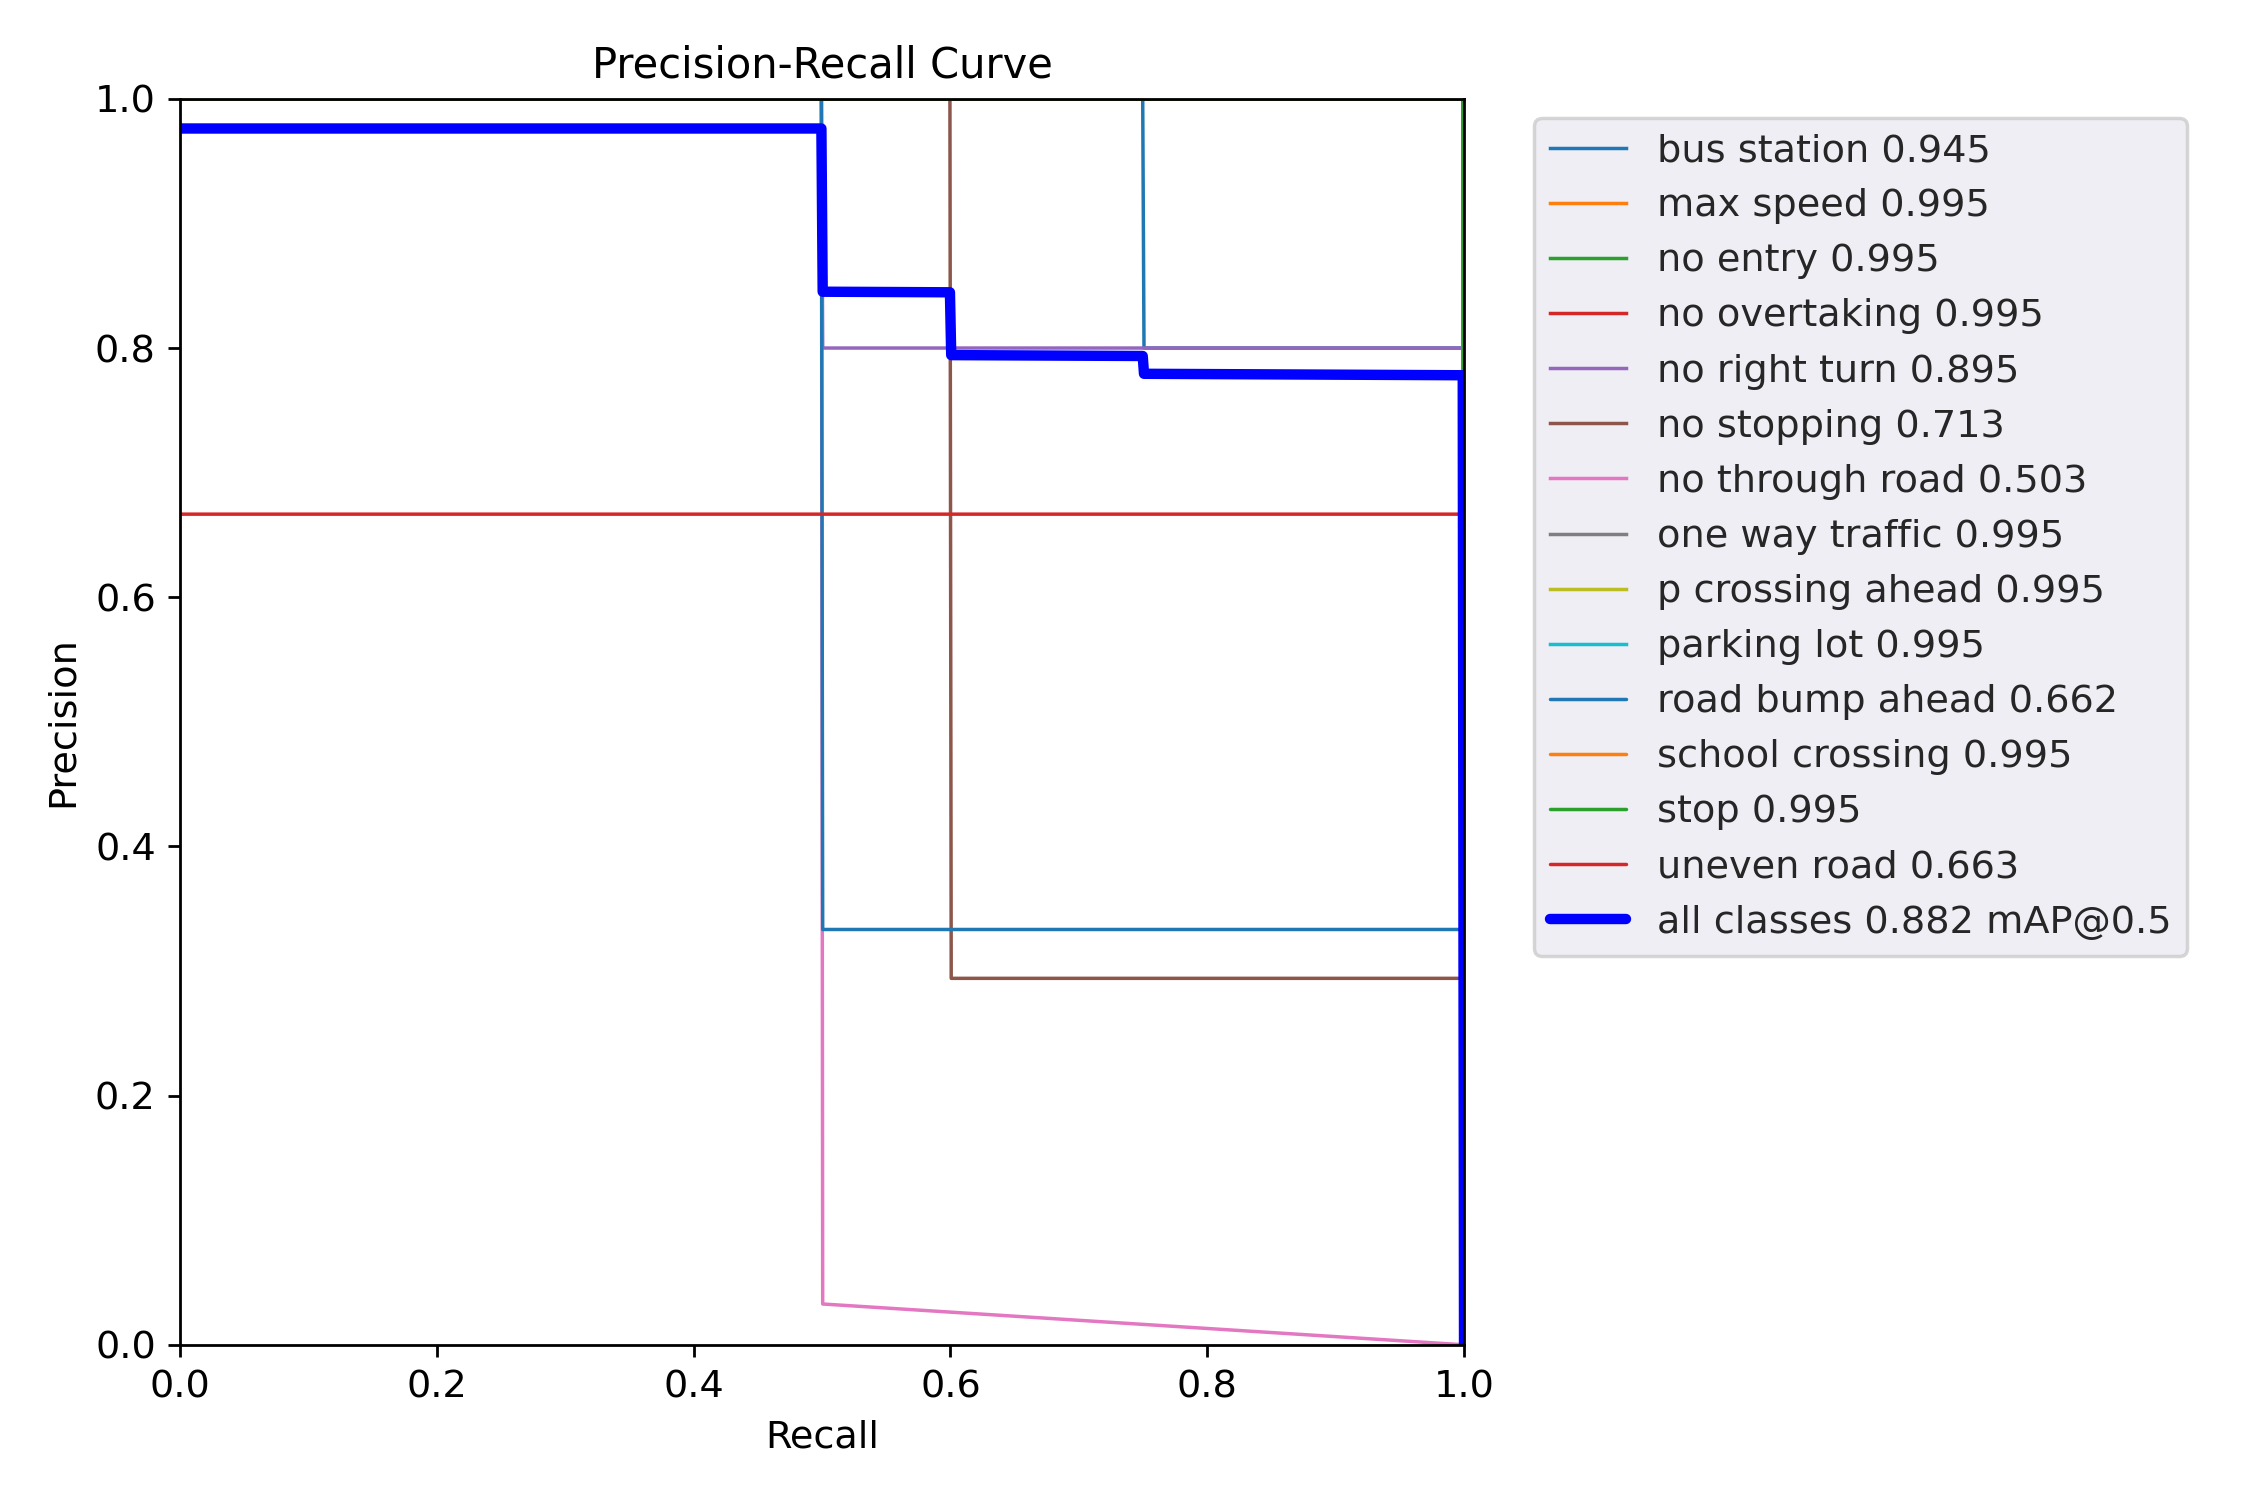 Precision-Recall Curve
1.0
0.8
0.6
0.4
0.2
0.0
Precision
0.0 0.2 0.4 0.6 0.8 1.0
Recall
bus station 0.945
max speed 0.995
no entry 0.995
no overtaking 0.995
no right turn 0.895
no stopping 0.713
no through road 0.503
one way traffic 0.995
p crossing ahead 0.995
parking lot 0.995
road bump ahead 0.662
school crossing 0.995
stop 0.995
uneven road 0.663
all classes 0.882 mAP@0.5